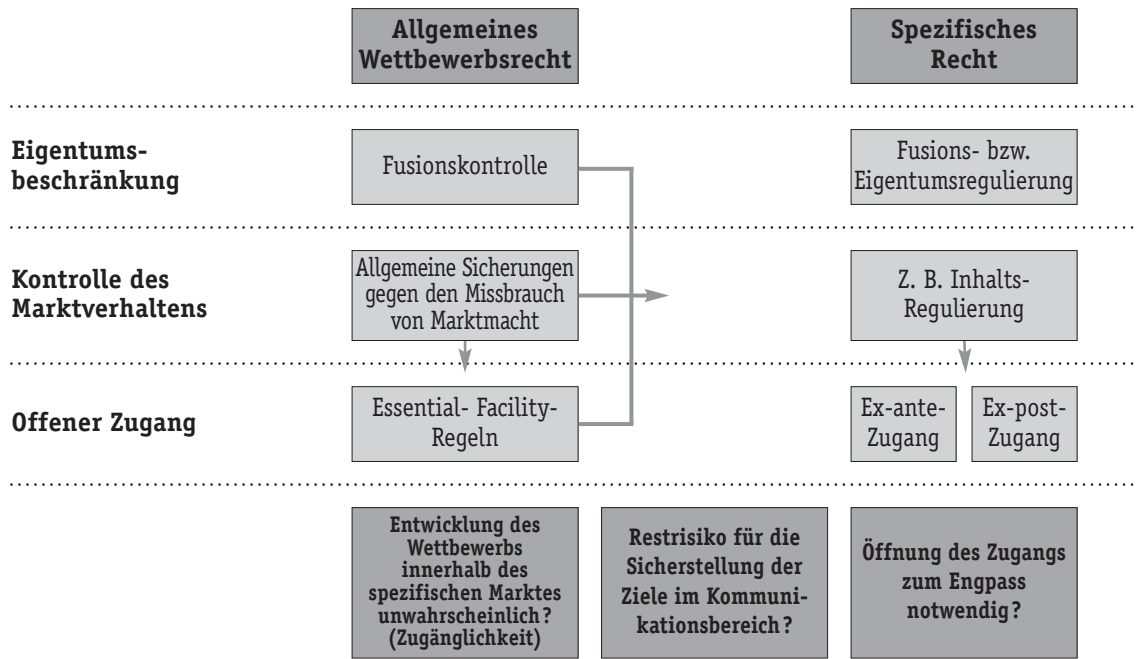 Allgemeines
Wettbewerbsrecht
Spezifisches
Recht
Eigentums-
beschränkung
Fusionskontrolle
Fusions- bzw.
Eigentumsregulierung
Kontrolle des
Marktverhaltens
Allgemeine Sicherungen
gegen den Missbrauch
von Marktmacht
Z. B. Inhalts-
Regulierung
Offener Zugang
Essential- Facility-
Regeln
Ex-ante-
Zugang
Ex-post-
Zugang
Entwicklung des
Wettbewerbs
innerhalb des
spezifischen Marktes
unwahrscheinlich?
(Zugänglichkeit)
Restrisiko für die
Sicherstellung der
Ziele im Kommuni-
kationsbereich?
Öffnung des Zugangs
zum Engpass
notwendig?